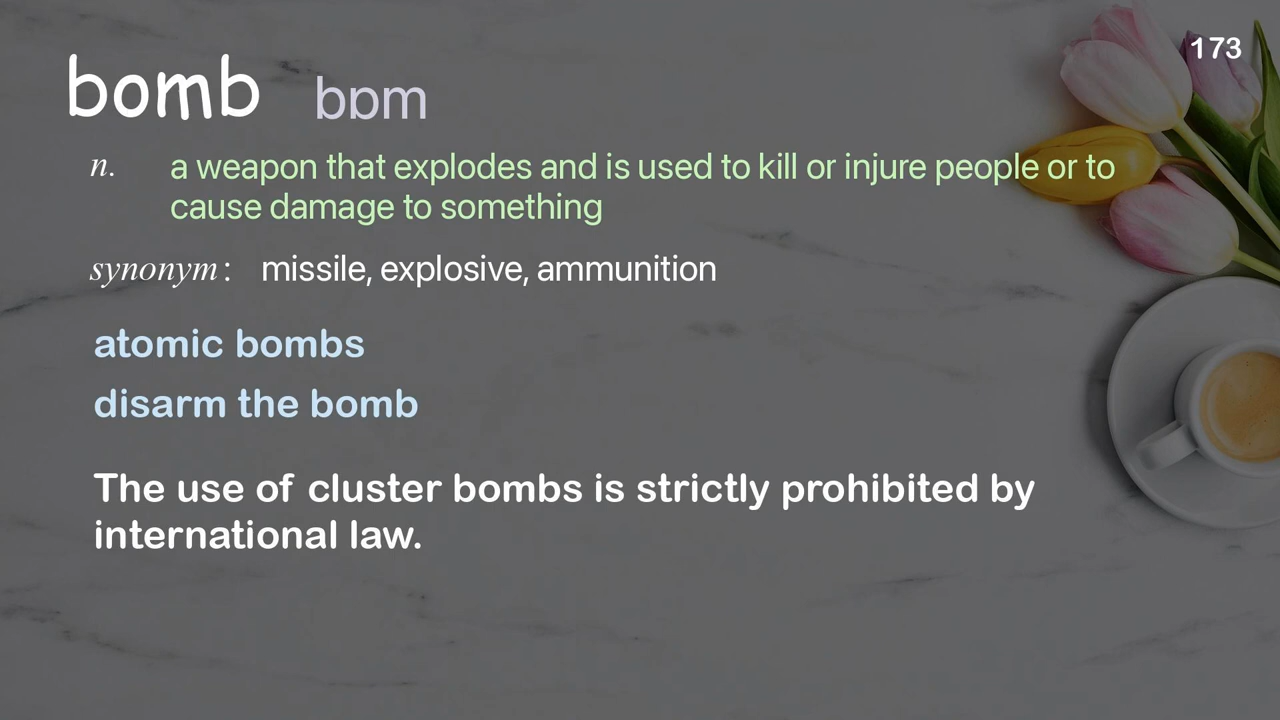 173
bomb bɒm
n. a weapon that explodes and is used to kill or injure people or to
cause damage to something
synonym: missile, explosive, ammunition
atomic bombs
disarm the bomb
The use of cluster bombs is strictly prohibited by
international law.